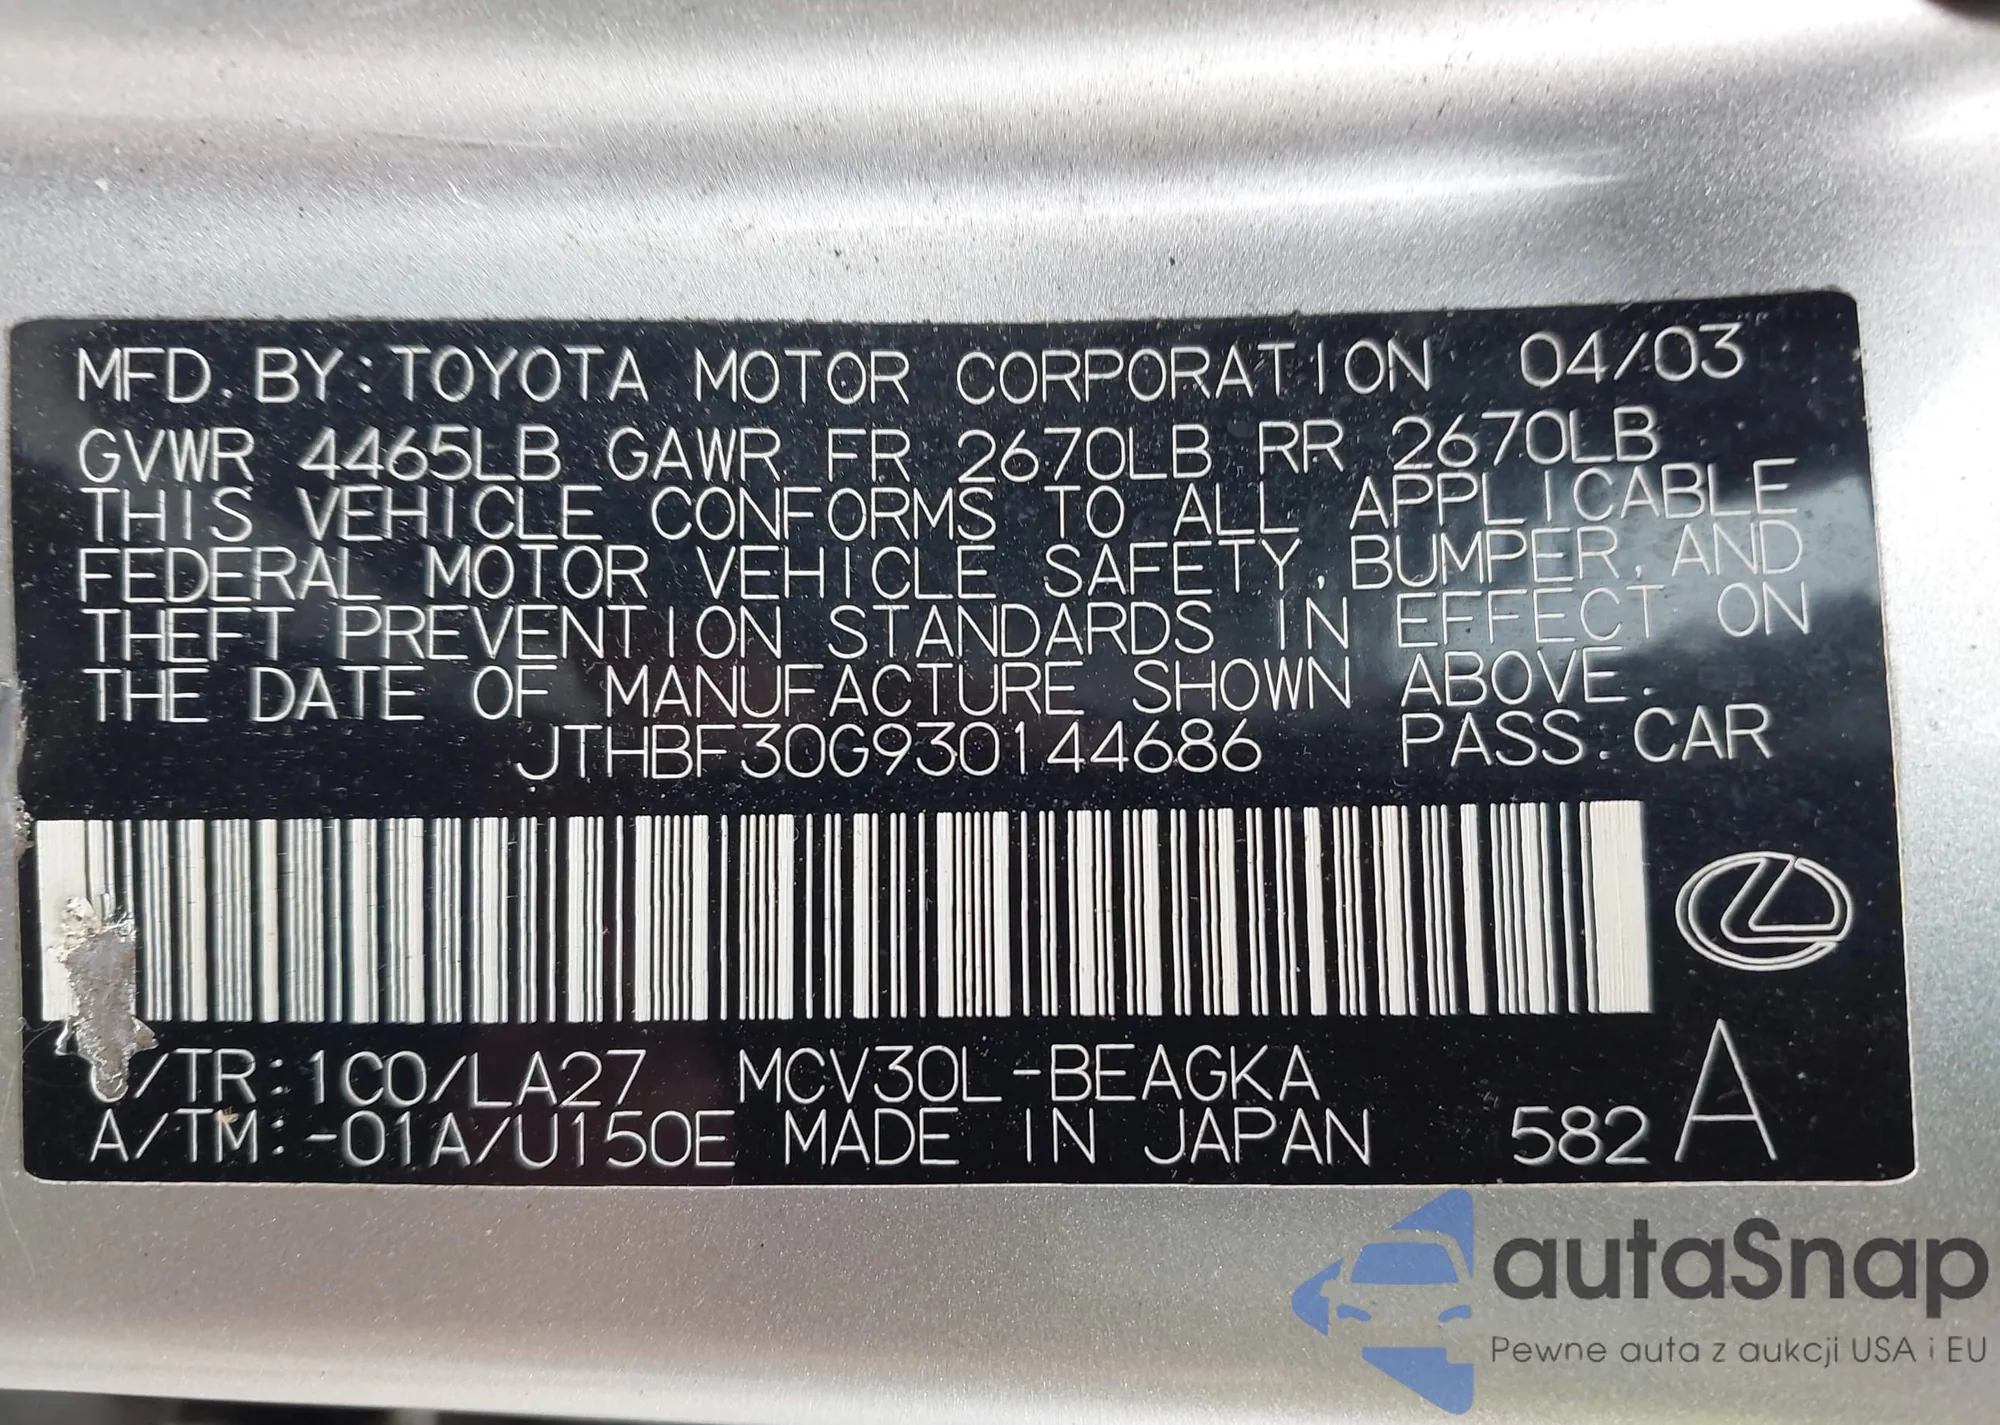 MFD. BY: TOYOTA MOTOR CORPORATION 04/03
GVWR 4465LB GAWR FR 2670LB RR 2670LB
THIS VEHICLE CONFORMS TO ALL APPLICABLE
FEDERAL MOTOR VEHICLE SAFETY, BUMPER, AND
THEFT PREVENTION STANDARDS IN EFFECT ON
THE DATE OF MANUFACTURE SHOWN ABOVE.
JTHBF30G930144686 PASS. CAR
/TR:1C0/LA27 MCV30L-BEAGKA
A/TM:-01A/U150E MADE IN JAPAN 582 A
autaSnap
Pewne auta z aukcji USA i EU